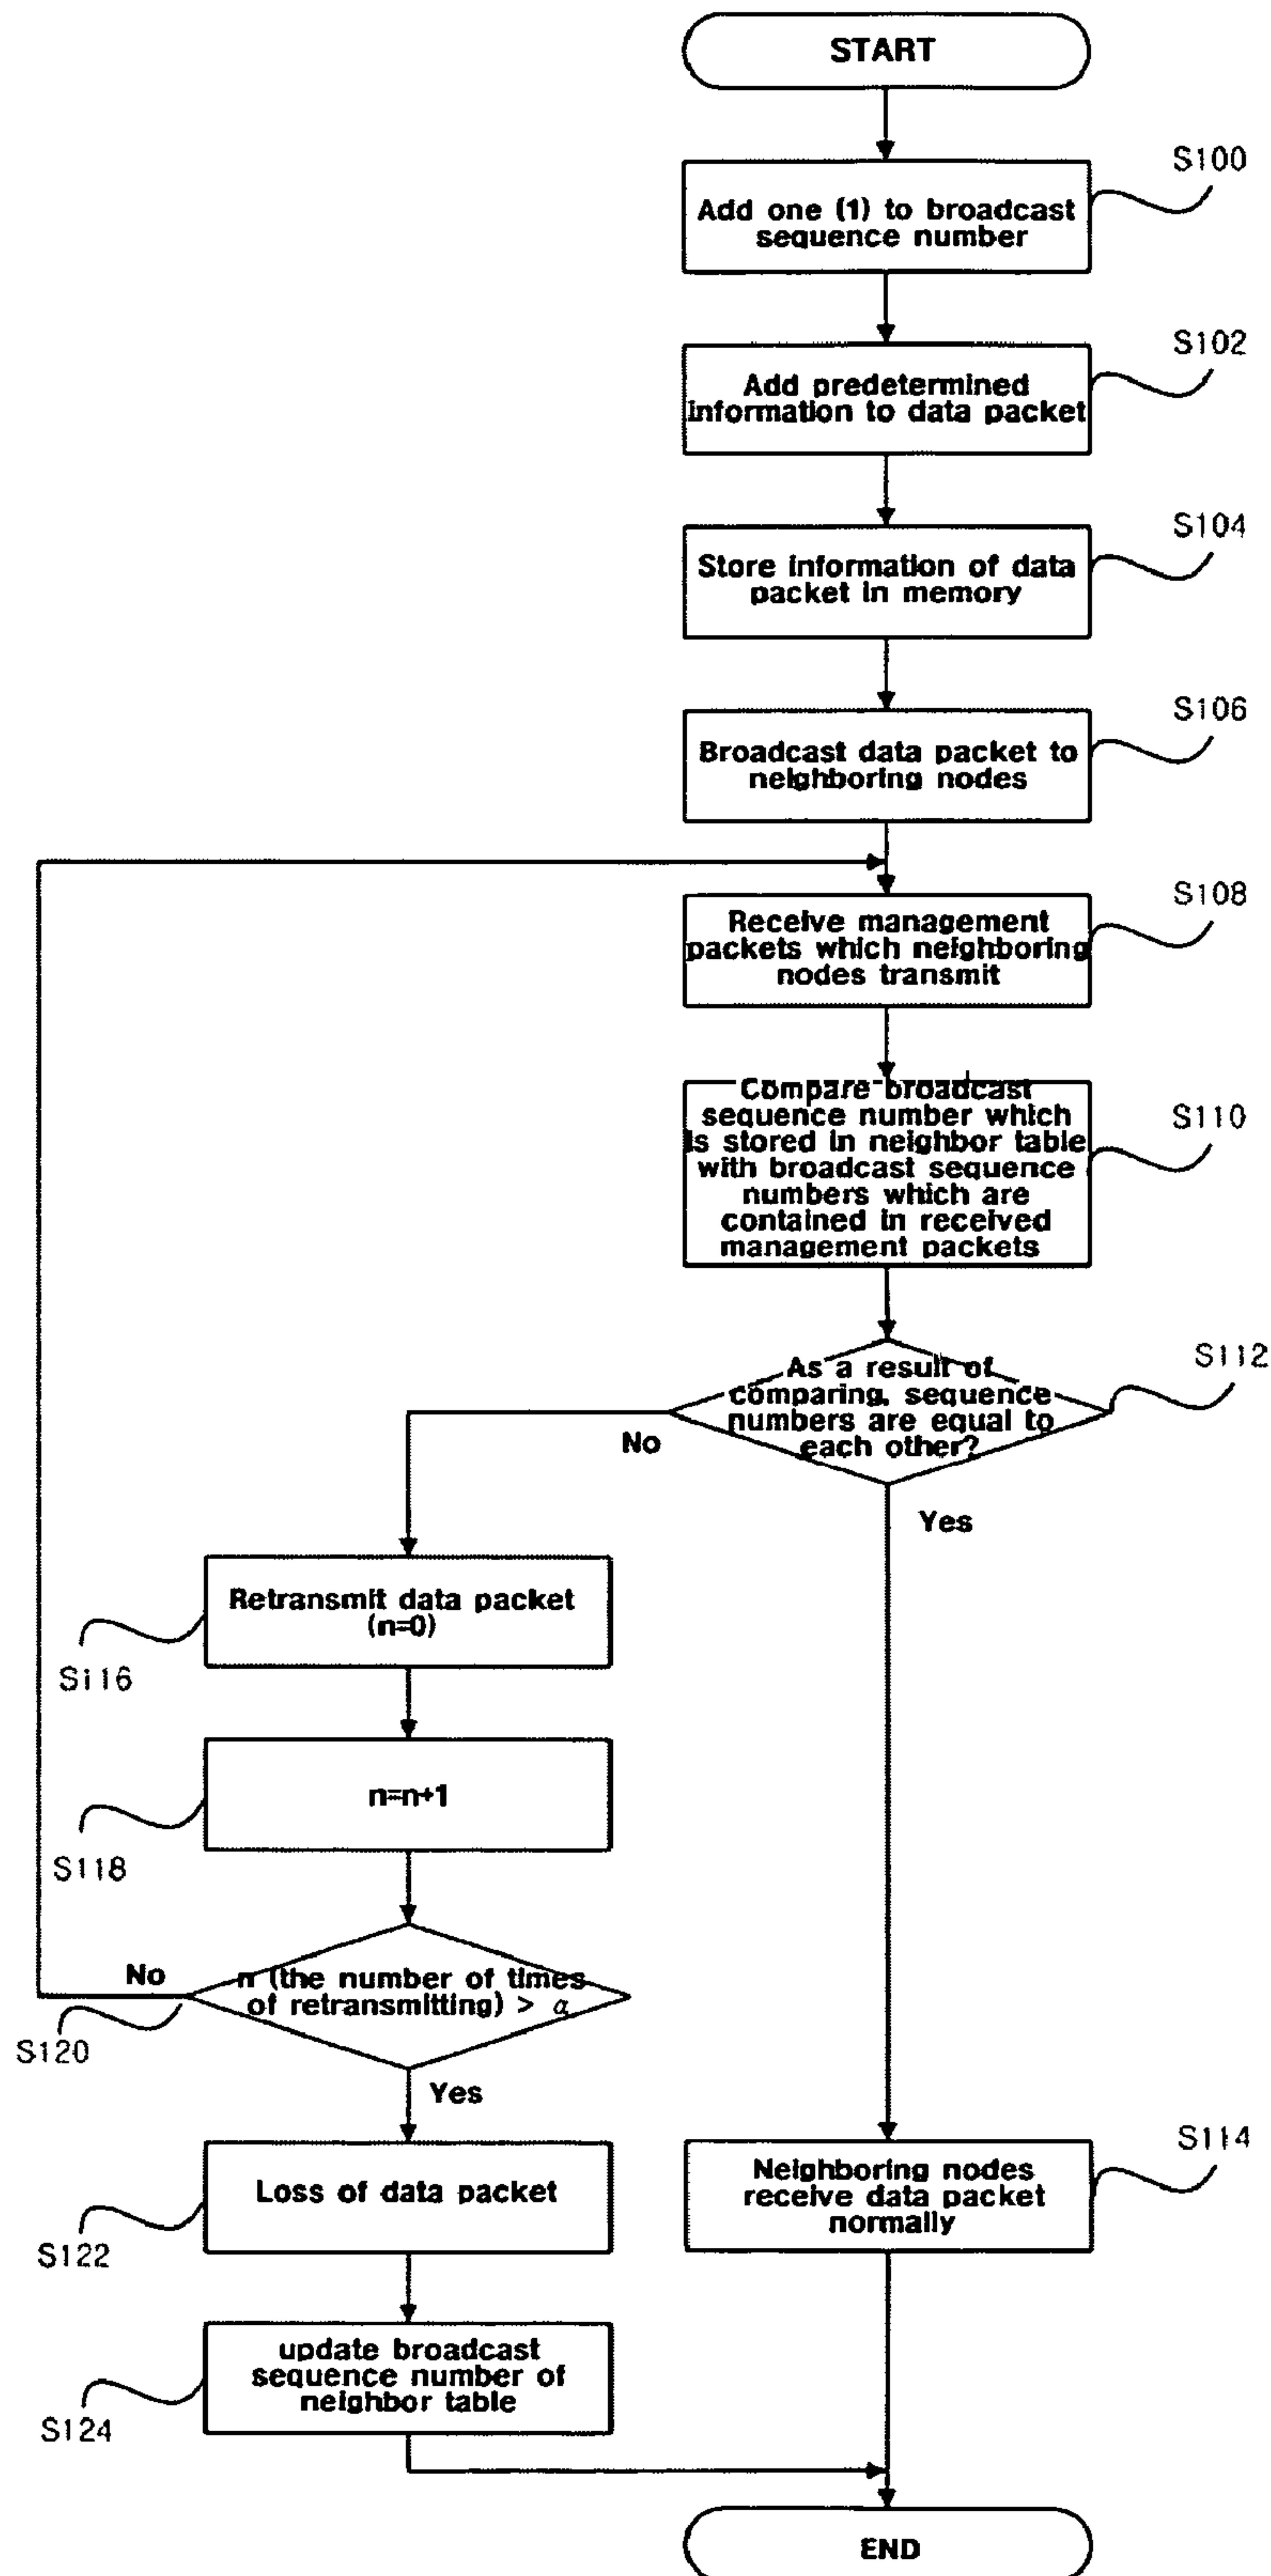 START
S100
Add one (1) to broadcast
sequence number
S102
Add predetermined
information to data packet
S104
Store information of data
packet in memory
S106
Broadcast data packet to
neighboring nodes
S108
Receive management
packets which neighboring
nodes transmit
S110
Compare broadcast
sequence number which
is stored in neighbor table
with broadcast sequence
numbers which are
contained in received
management packets
S112
As a result of
comparing, sequence
numbers are equal to
each other?
No
Yes
Retransmit data packet
(n=0)
S116
n=n+1
S118
No
n (the number of times
of retransmitting) > α
S120
Yes
S114
Loss of data packet
Neighboring nodes
receive data packet
normally
S122
update broadcast
sequence number of
neighbor table
S124
END